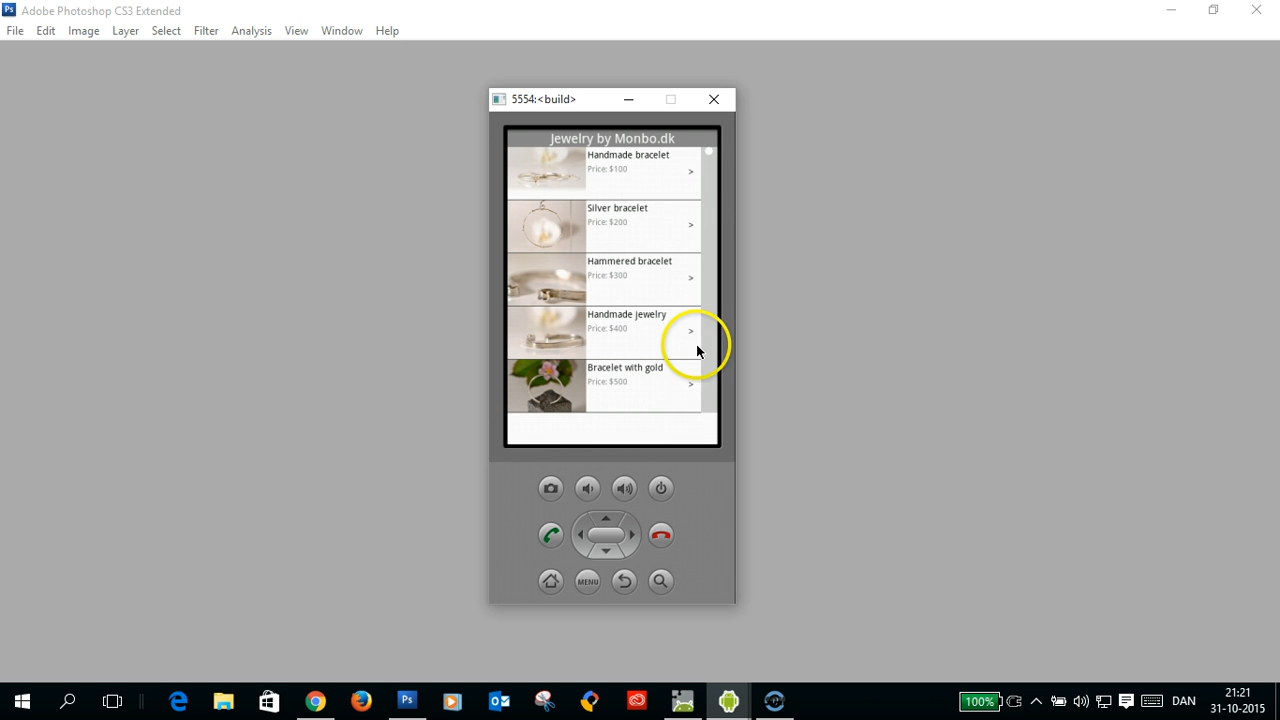 Ps Adobe Photoshop CS3 Extended
File Edit Image Layer Select Filter Analysis View Window Help
5554:<build>
Jewelry by Monbo.dk
Handmade bracelet
Price: $100
>
Silver bracelet
Price: $200
>
Hammered bracelet
Price: $300
>
Handmade jewelry
Price: $400
>
Bracelet with gold
Price: $500
>
MENU
Ps
100% DAN 21:21
31-10-2015